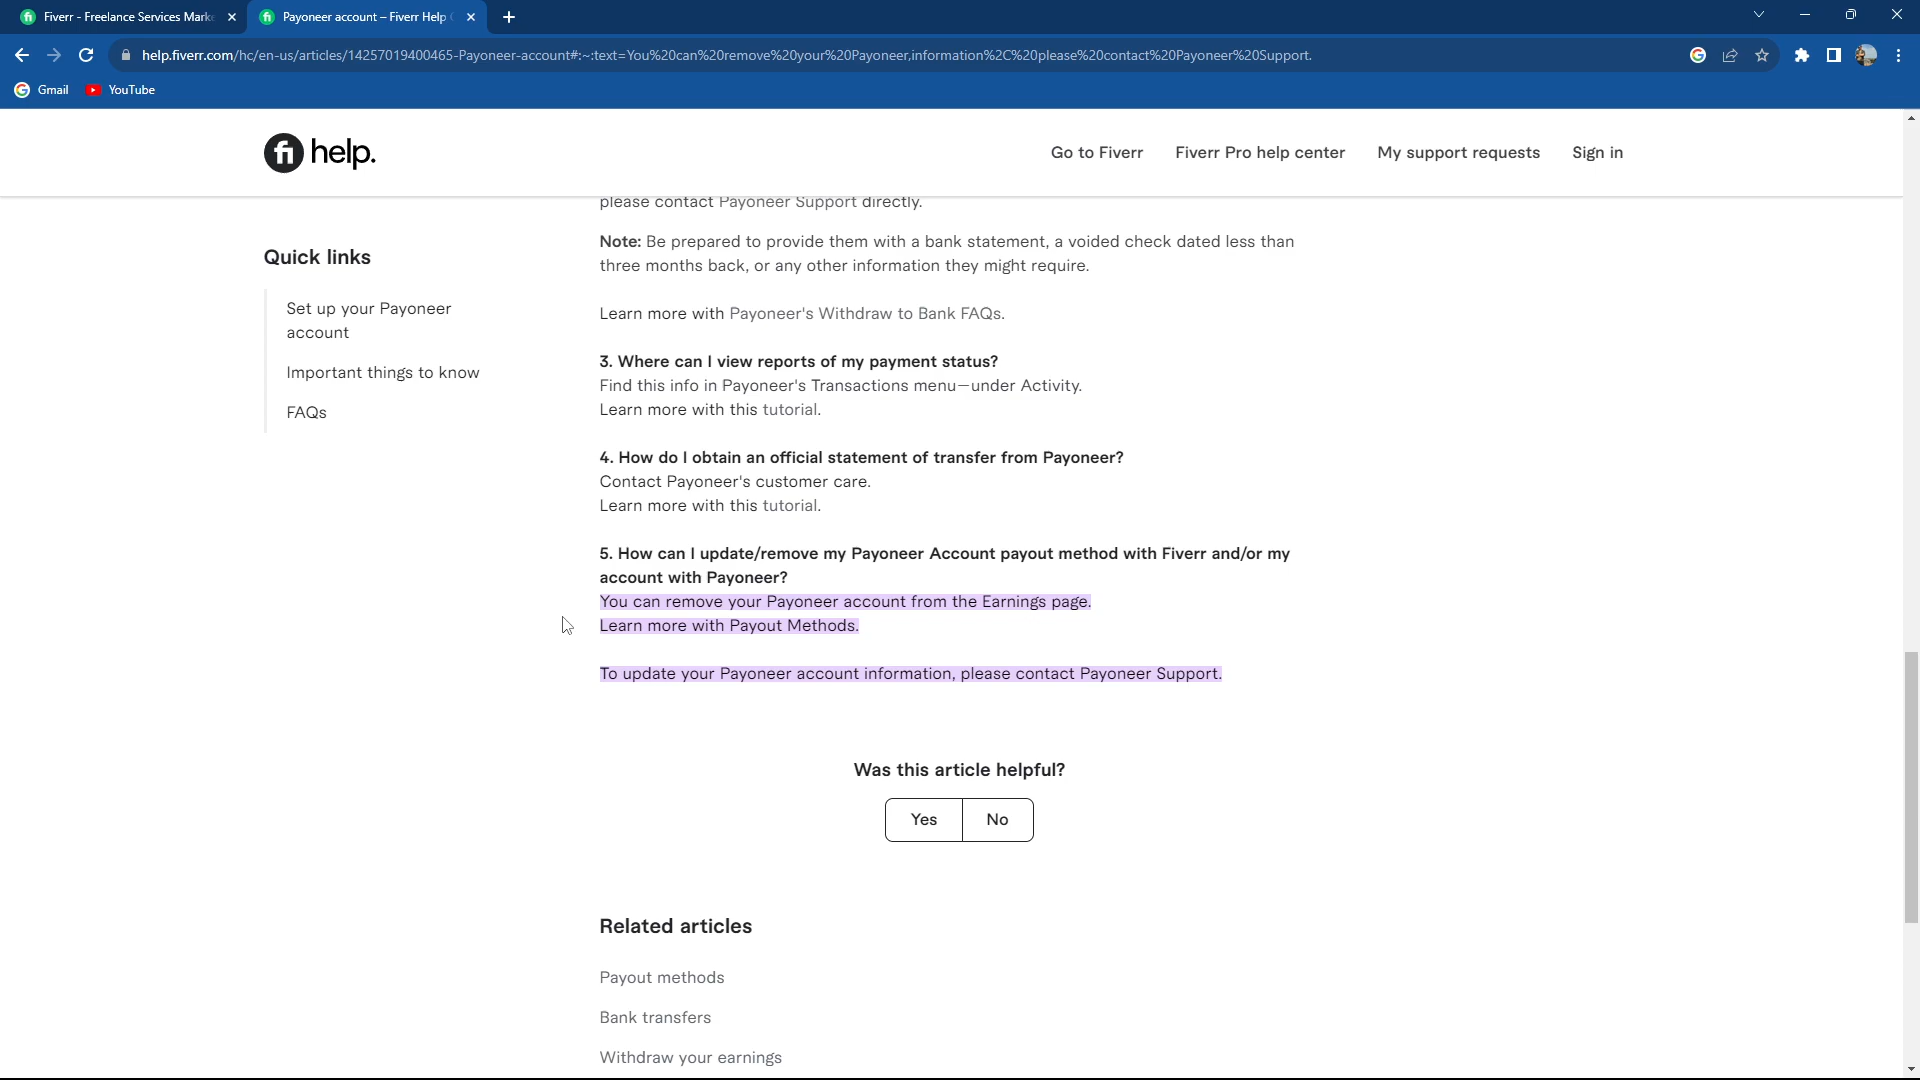 Fiverr - Freelance Services Mark
Payoneer account – Fiverr Help
help.fiverr.com/hc/en-us/articles/14257019400465-Payoneer-account#:~:text=You%20can%20remove%20your%20Payoneer,information%2C%20please%20contact%20Payoneer%20Support.
Gmail
YouTube
fi help.
Go to Fiverr
Fiverr Pro help center
My support requests
Sign in
Quick links
Set up your Payoneer
account
Important things to know
FAQs
please contact Payoneer Support directly.
Note: Be prepared to provide them with a bank statement, a voided check dated less than
three months back, or any other information they might require.
Learn more with Payoneer's Withdraw to Bank FAQs.
3. Where can I view reports of my payment status?
Find this info in Payoneer's Transactions menu—under Activity.
Learn more with this tutorial.
4. How do I obtain an official statement of transfer from Payoneer?
Contact Payoneer's customer care.
Learn more with this tutorial.
5. How can I update/remove my Payoneer Account payout method with Fiverr and/or my
account with Payoneer?
You can remove your Payoneer account from the Earnings page.
Learn more with Payout Methods.
To update your Payoneer account information, please contact Payoneer Support.
Was this article helpful?
Yes
No
Related articles
Payout methods
Bank transfers
Withdraw your earnings